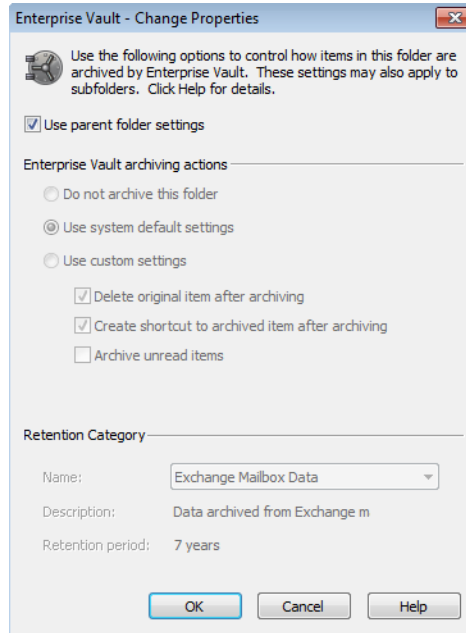 Enterprise Vault - Change Properties
Use the following options to control how items in this folder are
archived by Enterprise Vault. These settings may also apply to
subfolders. Click Help for details.
Use parent folder settings
Enterprise Vault archiving actions
Do not archive this folder
Use system default settings
Use custom settings
Delete original item after archiving
Create shortcut to archived item after archiving
Archive unread items
Retention Category
Name: Exchange Mailbox Data
Description: Data archived from Exchange m
Retention period: 7 years
OK Cancel Help